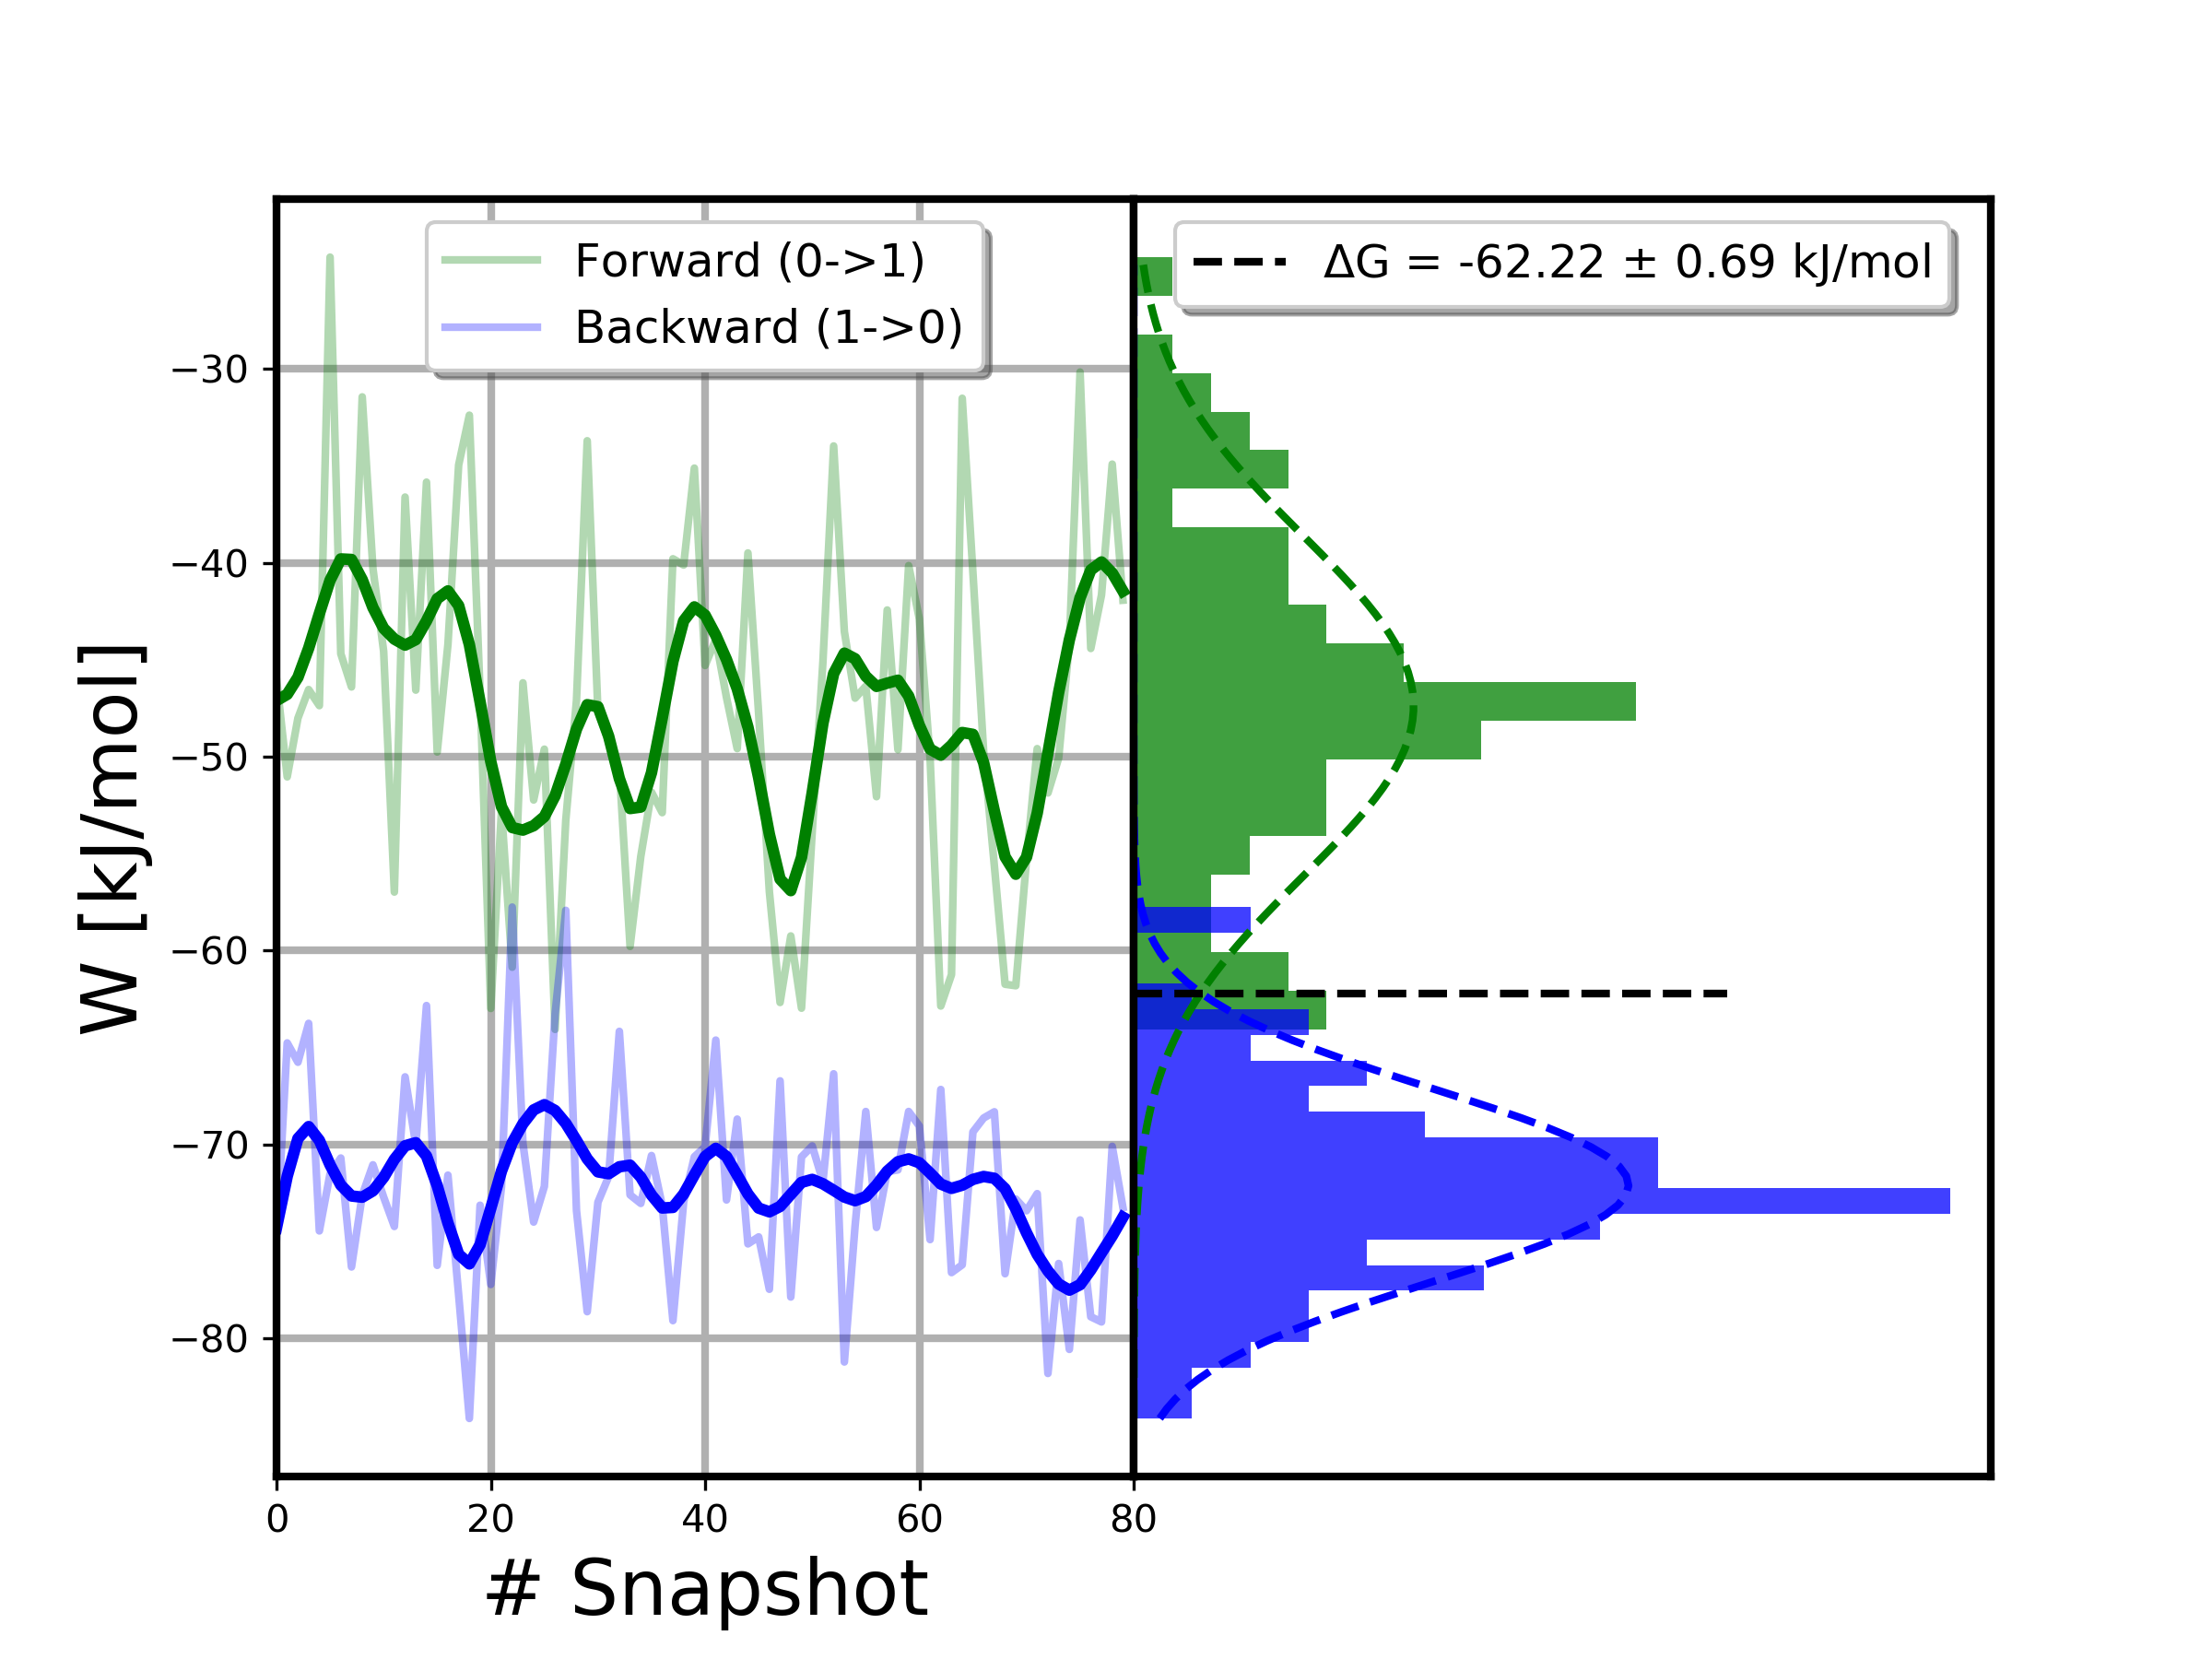 Forward (0->1)
Backward (1->0)
ΔG = -62.22 ± 0.69 kJ/mol
W [kJ/mol]
−30
−40
−50
−60
−70
−80
0 20 40 60 80
# Snapshot